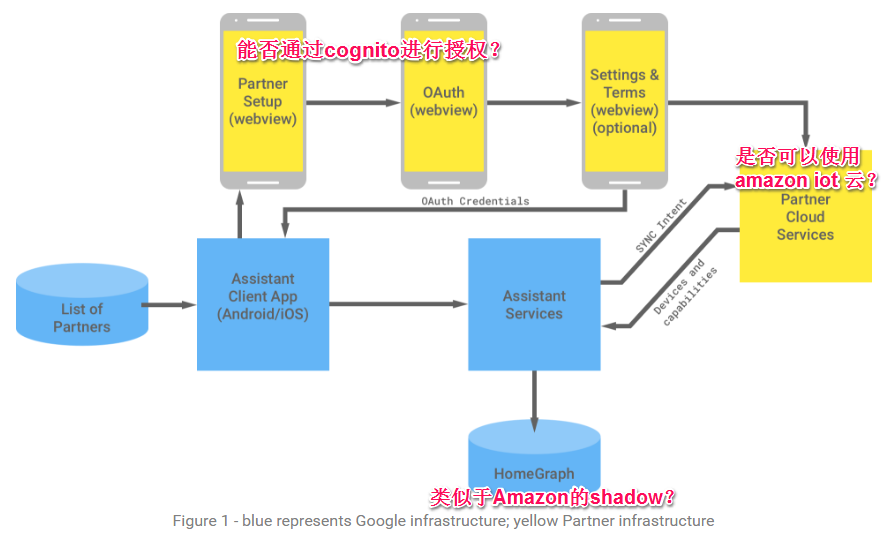 能否通过cognito进行授权？
Partner
Setup
(webview)
OAuth
(webview)
Settings &
Terms
(webview)
(optional)
是否可以使用
amazon iot 云？
Partner
Cloud
Services
OAuth Credentials
SYNC Intent
Devices and
capabilities
List of
Partners
Assistant
Client App
(Android/iOS)
Assistant
Services
HomeGraph
类似于Amazon的shadow？
Figure 1 - blue represents Google infrastructure; yellow Partner infrastructure